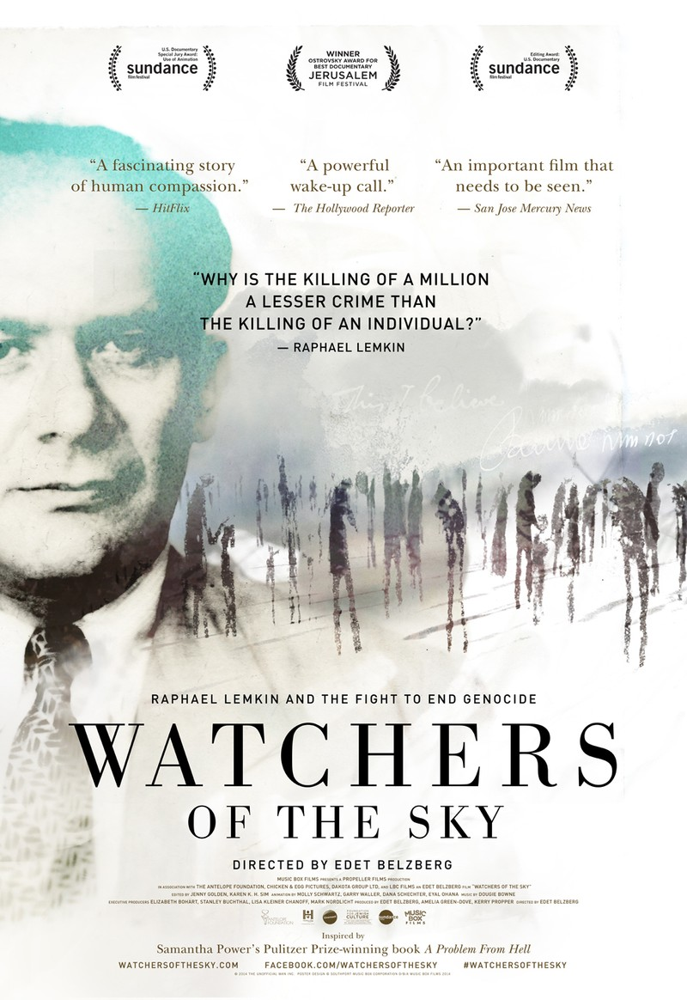 U.S. Documentary
Special Jury Award:
Use of Animation
sundance
film festival
WINNER
OSTROVSKY AWARD FOR
BEST DOCUMENTARY
JERUSALEM
FILM FESTIVAL
Editing Award:
U.S. Documentary
sundance
film festival
“A fascinating story
of human compassion.”
— HitFlix
“A powerful
wake-up call.”
— The Hollywood Reporter
“An important film that
needs to be seen.”
— San Jose Mercury News
“WHY IS THE KILLING OF A MILLION
A LESSER CRIME THAN
THE KILLING OF AN INDIVIDUAL?”
— RAPHAEL LEMKIN
This I believe
him not
RAPHAEL LEMKIN AND THE FIGHT TO END GENOCIDE
WATCHERS
OF THE SKY
DIRECTED BY EDET BELZBERG
MUSIC BOX FILMS PRESENTS A PROPELLER FILMS PRODUCTION
IN ASSOCIATION WITH THE ANTELOPE FOUNDATION, CHICKEN & EGG PICTURES, DAKOTA GROUP LTD, AND LBC FILMS AN EDET BELZBERG FILM "WATCHERS OF THE SKY"
EDITED BY JENNY GOLDEN, KAREN K. H. SIM ANIMATION BY MOLLY SCHWARTZ, GARRY WALLER, DANA SCHECHTER, EYAL OHANA MUSIC BY DOUGIE BOWNE
EXECUTIVE PRODUCERS ELIZABETH BOHART, STANLEY BUCHTHAL, LISA KLEINER CHANOFF, MARK NORDLICHT PRODUCED BY EDET BELZBERG, AMELIA GREEN-DOVE, KERRY PROPPER DIRECTED BY EDET BELZBERG
CULTURE
sundance
MUSIC
BOX
FILMS
Inspired by
Samantha Power’s Pulitzer Prize-winning book A Problem From Hell
WATCHERSOFTHESKY.COM
FACEBOOK.COM/WATCHERSOFTHESKY
#WATCHERSOFTHESKY